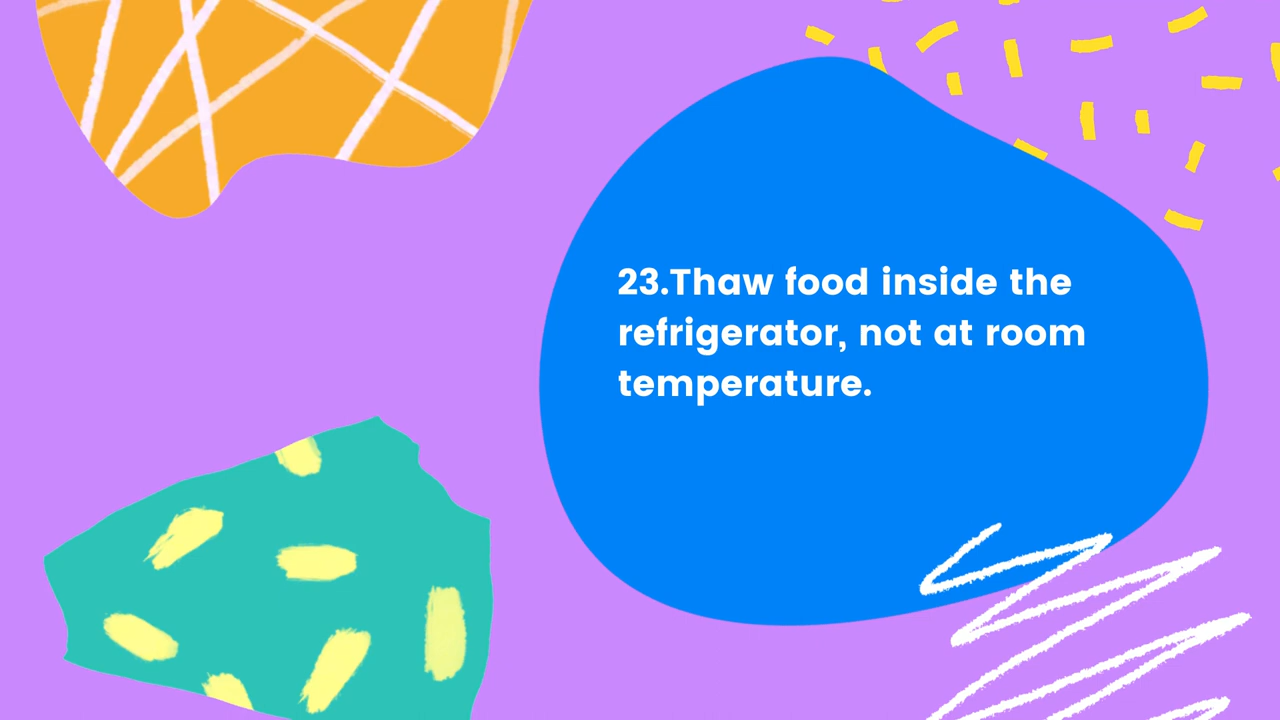 23.Thaw food inside the
refrigerator, not at room
temperature.